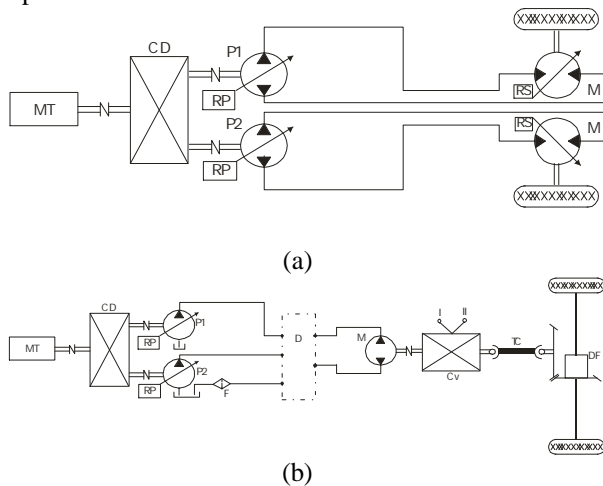 CD
P1
MT
RP
RS
M
P2
RS
M
RP
(a)
CD
P1
I
II
MT
RP
D
M
TC
P2
DF
RP
F
Cv
(b)